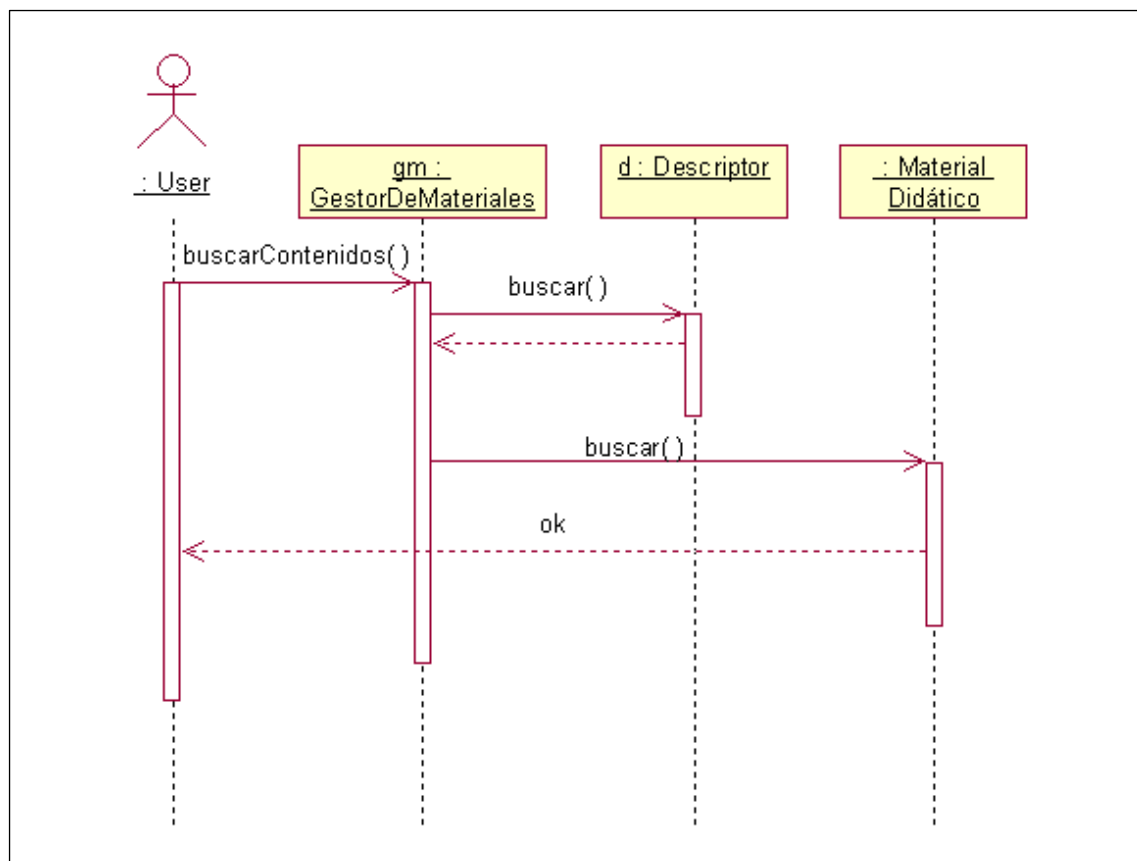 : User
gm :
GestorDeMateriales
d : Descriptor
: Material
Didático
buscarContenidos( )
buscar( )
buscar( )
ok